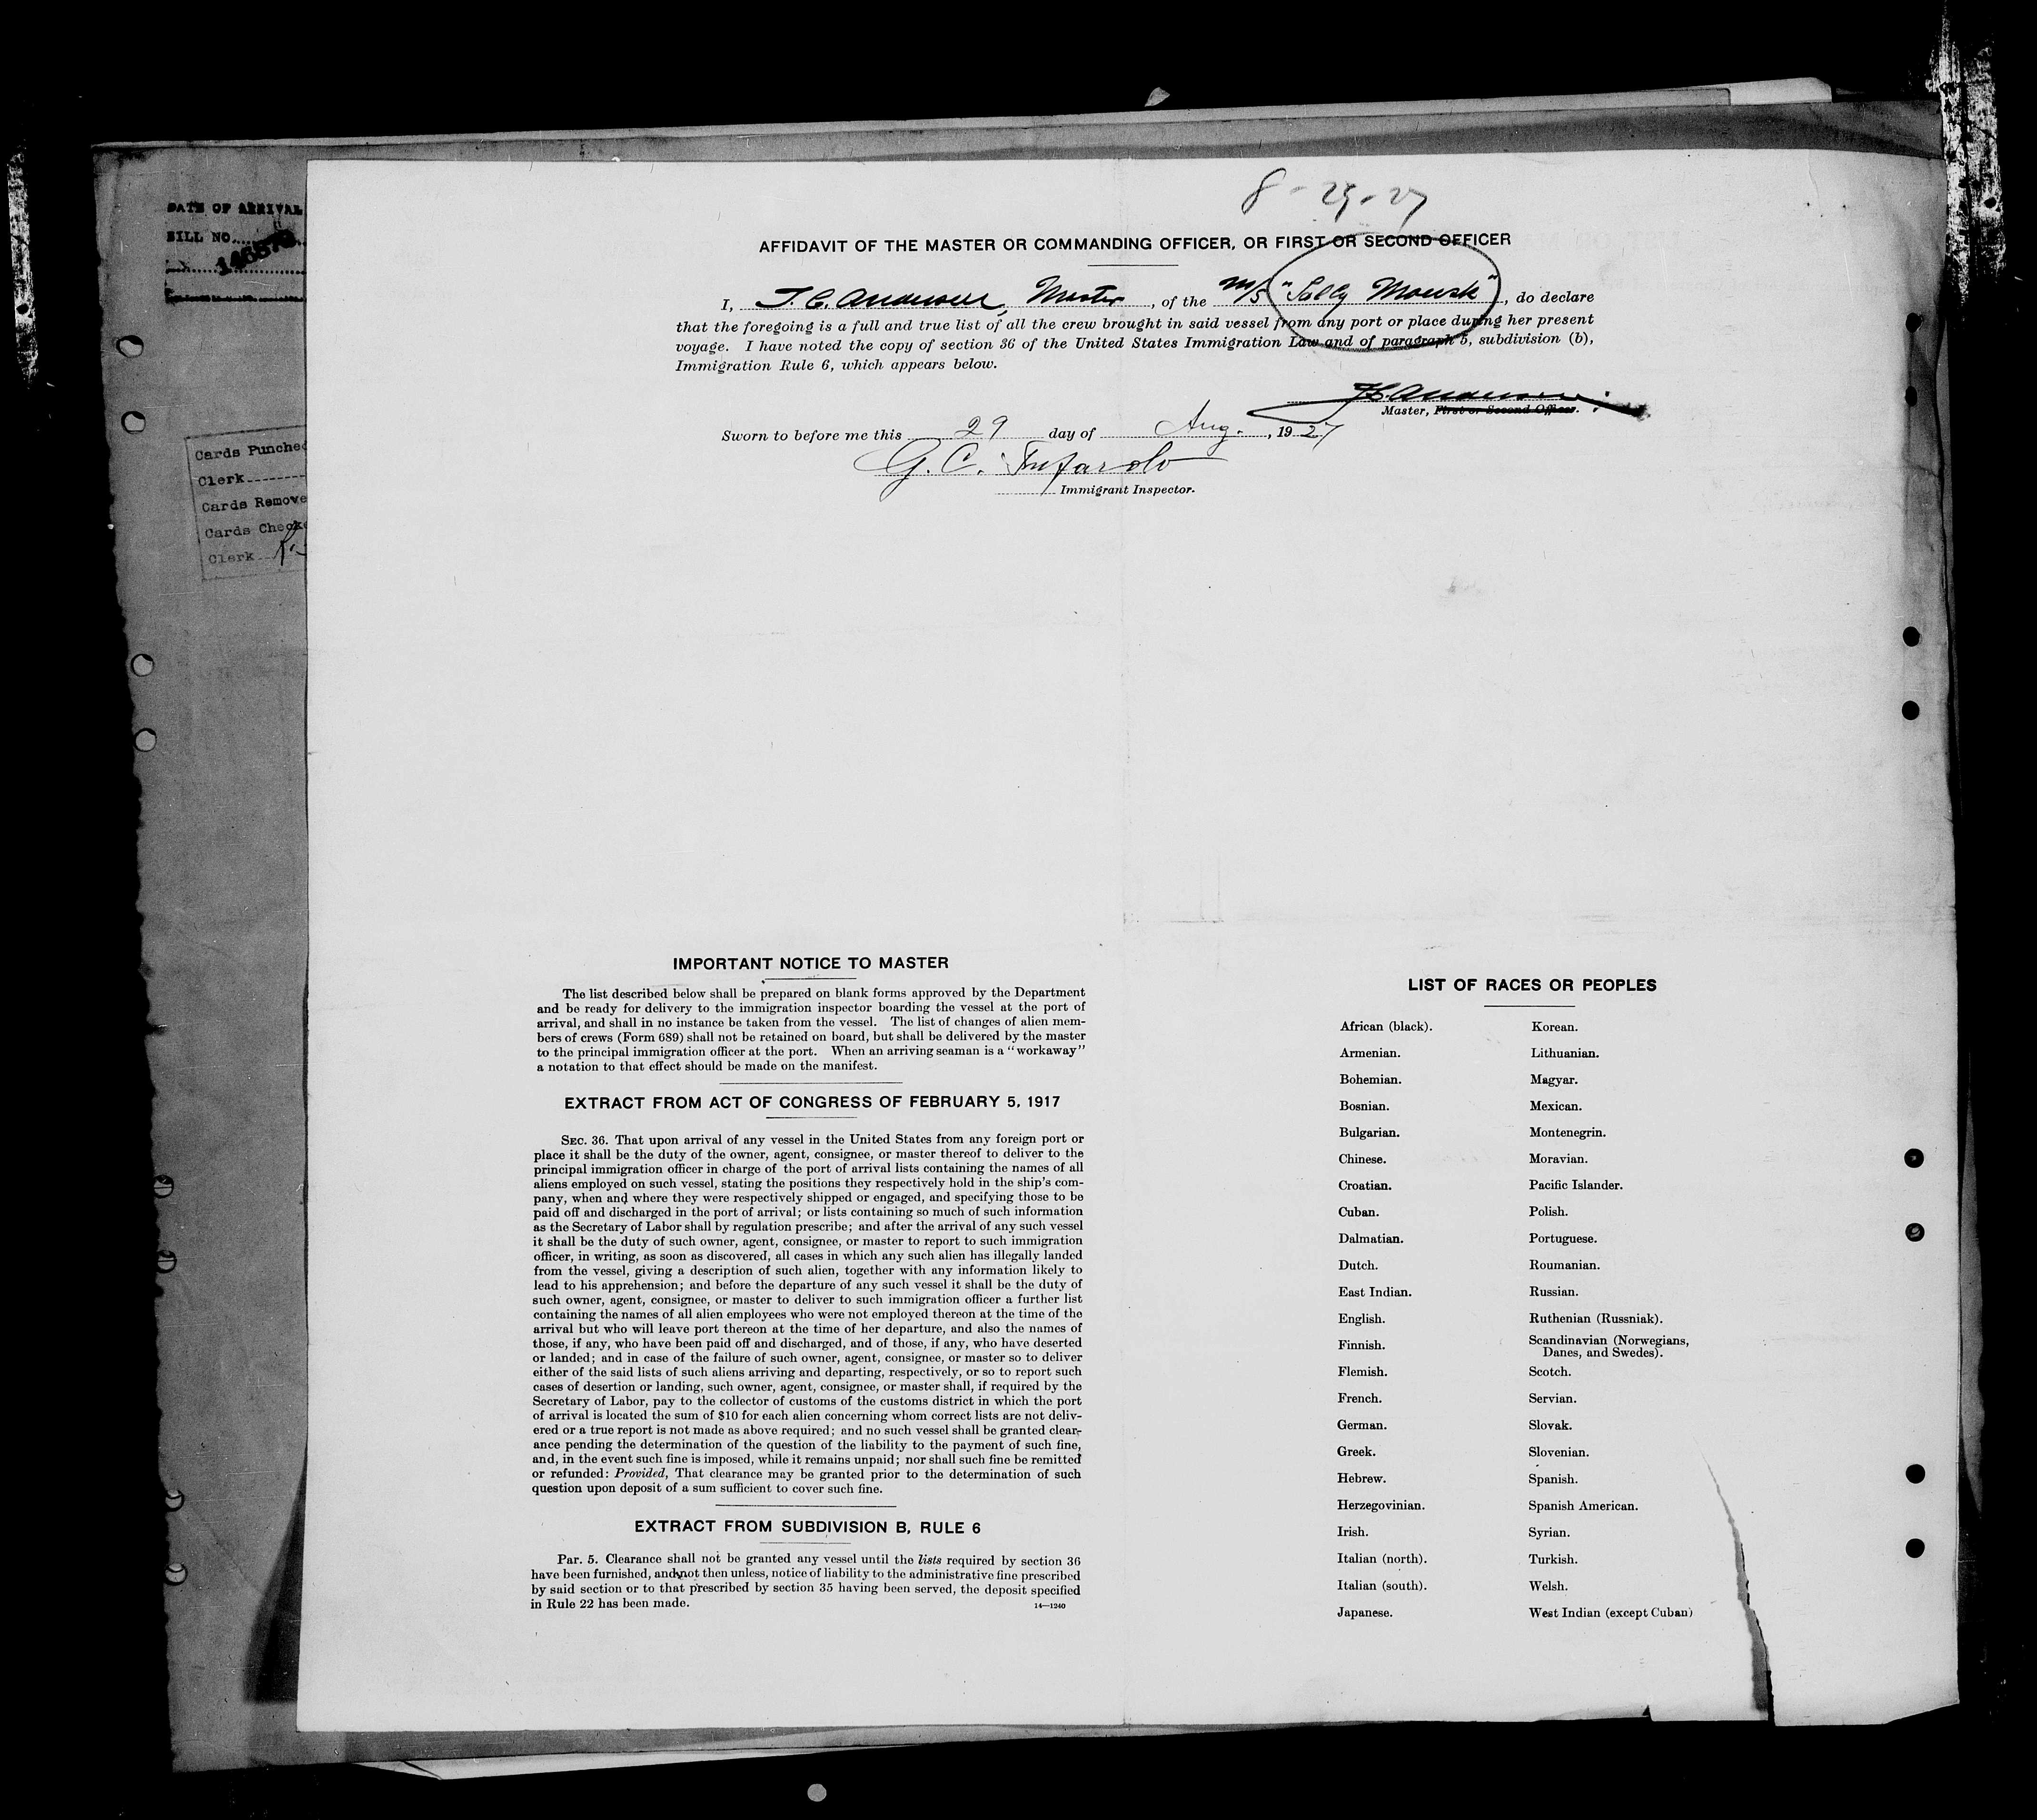 8-29-27
DATE OF ARRIVAL
BILL NO.
Cards Punched
Clerk
Cards Remove
Cards Checke
Clerk
AFFIDAVIT OF THE MASTER OR COMMANDING OFFICER, OR FIRST OR SECOND OFFICER
I, Master, of the M/S "Sally Maersk", do declare
that the foregoing is a full and true list of all the crew brought in said vessel from any port or place during her present
voyage. I have noted the copy of section 36 of the United States Immigration Law and of paragraph 5, subdivision (b),
Immigration Rule 6, which appears below.
Master, First or Second Officer.
Sworn to before me this 29 day of Aug., 1927
G. C.
Immigrant Inspector.
IMPORTANT NOTICE TO MASTER
The list described below shall be prepared on blank forms approved by the Department
and be ready for delivery to the immigration inspector boarding the vessel at the port of
arrival, and shall in no instance be taken from the vessel. The list of changes of alien mem-
bers of crews (Form 689) shall not be retained on board, but shall be delivered by the master
to the principal immigration officer at the port. When an arriving seaman is a "workaway"
a notation to that effect should be made on the manifest.
EXTRACT FROM ACT OF CONGRESS OF FEBRUARY 5, 1917
SEC. 36. That upon arrival of any vessel in the United States from any foreign port or
place it shall be the duty of the owner, agent, consignee, or master thereof to deliver to the
principal immigration officer in charge of the port of arrival lists containing the names of all
aliens employed on such vessel, stating the positions they respectively hold in the ship's com-
pany, when and where they were respectively shipped or engaged, and specifying those to be
paid off and discharged in the port of arrival; or lists containing so much of such information
as the Secretary of Labor shall by regulation prescribe; and after the arrival of any such vessel
it shall be the duty of such owner, agent, consignee, or master to report to such immigration
officer, in writing, as soon as discovered, all cases in which any such alien has illegally landed
from the vessel, giving a description of such alien, together with any information likely to
lead to his apprehension; and before the departure of any such vessel it shall be the duty of
such owner, agent, consignee, or master to deliver to such immigration officer a further list
containing the names of all alien employees who were not employed thereon at the time of the
arrival but who will leave port thereon at the time of her departure, and also the names of
those, if any, who have been paid off and discharged, and of those, if any, who have deserted
or landed; and in case of the failure of such owner, agent, consignee, or master so to deliver
either of the said lists of such aliens arriving and departing, respectively, or so to report such
cases of desertion or landing, such owner, agent, consignee, or master shall, if required by the
Secretary of Labor, pay to the collector of customs of the customs district in which the port
of arrival is located the sum of $10 for each alien concerning whom correct lists are not deliv-
ered or a true report is not made as above required; and no such vessel shall be granted clear-
ance pending the determination of the question of the liability to the payment of such fine,
and, in the event such fine is imposed, while it remains unpaid; nor shall such fine be remitted
or refunded: Provided, That clearance may be granted prior to the determination of such
question upon deposit of a sum sufficient to cover such fine.
EXTRACT FROM SUBDIVISION B, RULE 6
Par. 5. Clearance shall not be granted any vessel until the lists required by section 36
have been furnished, and not then unless, notice of liability to the administrative fine prescribed
by said section or to that prescribed by section 35 having been served, the deposit specified
in Rule 22 has been made.
14—1240
LIST OF RACES OR PEOPLES
African (black). Korean.
Armenian. Lithuanian.
Bohemian. Magyar.
Bosnian. Mexican.
Bulgarian. Montenegrin.
Chinese. Moravian.
Croatian. Pacific Islander.
Cuban. Polish.
Dalmatian. Portuguese.
Dutch. Roumanian.
East Indian. Russian.
English. Ruthenian (Russniak).
Finnish. Scandinavian (Norwegians,
Danes, and Swedes).
Flemish. Scotch.
French. Servian.
German. Slovak.
Greek. Slovenian.
Hebrew. Spanish.
Herzegovinian. Spanish American.
Irish. Syrian.
Italian (north). Turkish.
Italian (south). Welsh.
Japanese. West Indian (except Cuban)